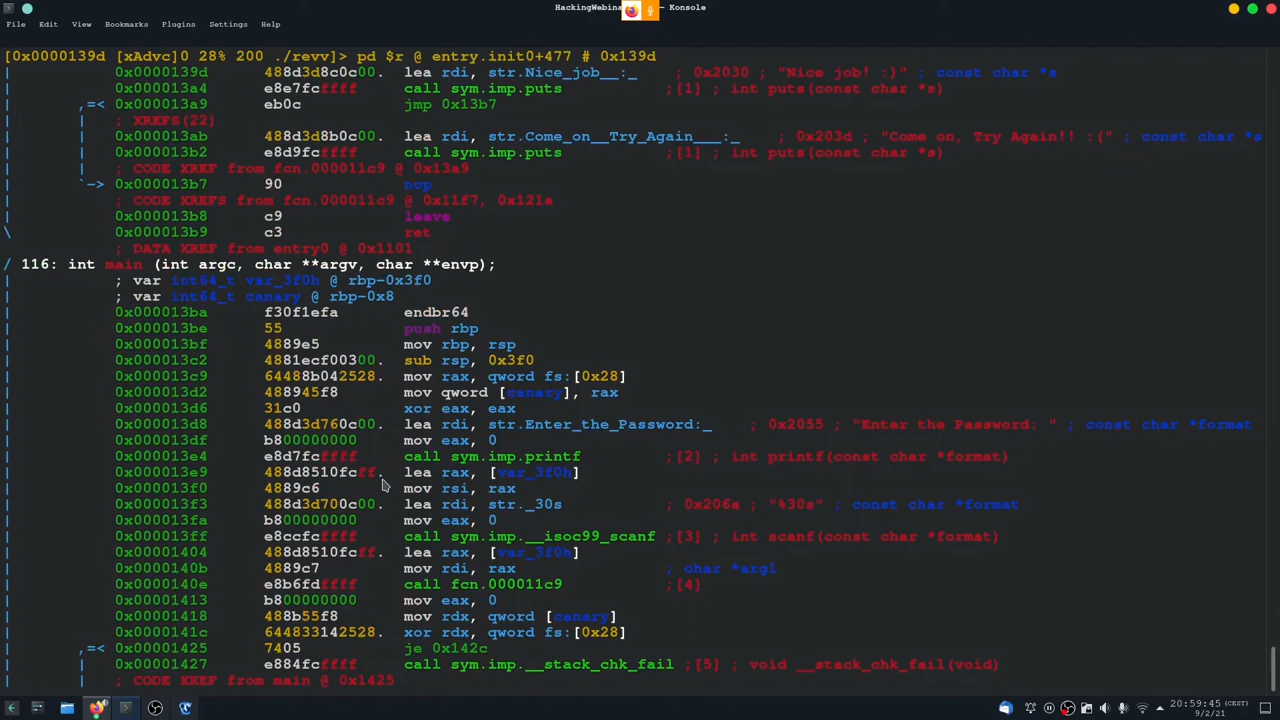 HackingWebina — Konsole
File Edit View Bookmarks Plugins Settings Help
[0x0000139d [xAdvc]0 28% 200 ./revv]> pd $r @ entry.init0+477 # 0x139d
| 0x0000139d 488d3d8c0c00. lea rdi, str.Nice_job__:_ ; 0x2030 ; "Nice job! :)" ; const char *s
| 0x000013a4 e8e7fcffff call sym.imp.puts ;[1] ; int puts(const char *s)
| ,=< 0x000013a9 eb0c jmp 0x13b7
| | ; XREFS(22)
| | 0x000013ab 488d3d8b0c00. lea rdi, str.Come_on__Try_Again___:_ ; 0x203d ; "Come on, Try Again!! :(" ; const char *s
| | 0x000013b2 e8d9fcffff call sym.imp.puts ;[1] ; int puts(const char *s)
| | ; CODE XREF from fcn.000011c9 @ 0x13a9
| `-> 0x000013b7 90 nop
| ; CODE XREFS from fcn.000011c9 @ 0x11f7, 0x121a
| 0x000013b8 c9 leave
\ 0x000013b9 c3 ret
; DATA XREF from entry0 @ 0x1101
/ 116: int main (int argc, char **argv, char **envp);
| ; var int64_t var_3f0h @ rbp-0x3f0
| ; var int64_t canary @ rbp-0x8
| 0x000013ba f30f1efa endbr64
| 0x000013be 55 push rbp
| 0x000013bf 4889e5 mov rbp, rsp
| 0x000013c2 4881ecf00300. sub rsp, 0x3f0
| 0x000013c9 64488b042528. mov rax, qword fs:[0x28]
| 0x000013d2 488945f8 mov qword [canary], rax
| 0x000013d6 31c0 xor eax, eax
| 0x000013d8 488d3d760c00. lea rdi, str.Enter_the_Password:_ ; 0x2055 ; "Enter the Password: " ; const char *format
| 0x000013df b800000000 mov eax, 0
| 0x000013e4 e8d7fcffff call sym.imp.printf ;[2] ; int printf(const char *format)
| 0x000013e9 488d8510fcff. lea rax, [var_3f0h]
| 0x000013f0 4889c6 mov rsi, rax
| 0x000013f3 488d3d700c00. lea rdi, str._30s ; 0x206a ; "%30s" ; const char *format
| 0x000013fa b800000000 mov eax, 0
| 0x000013ff e8ccfcffff call sym.imp.__isoc99_scanf ;[3] ; int scanf(const char *format)
| 0x00001404 488d8510fcff. lea rax, [var_3f0h]
| 0x0000140b 4889c7 mov rdi, rax ; char *arg1
| 0x0000140e e8b6fdffff call fcn.000011c9 ;[4]
| 0x00001413 b800000000 mov eax, 0
| 0x00001418 488b55f8 mov rdx, qword [canary]
| 0x0000141c 644833142528. xor rdx, qword fs:[0x28]
| ,=< 0x00001425 7405 je 0x142c
| | 0x00001427 e884fcffff call sym.imp.__stack_chk_fail ;[5] ; void __stack_chk_fail(void)
| | ; CODE XREF from main @ 0x1425
20:59:45 (CEST)
9/2/21